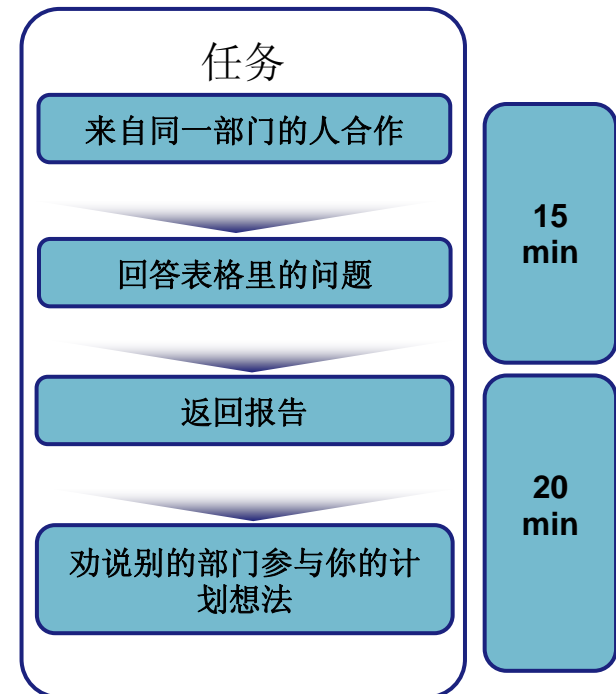 任务
来自同一部门的人合作
回答表格里的问题
返回报告
劝说别的部门参与你的计
划想法
15
min
20
min